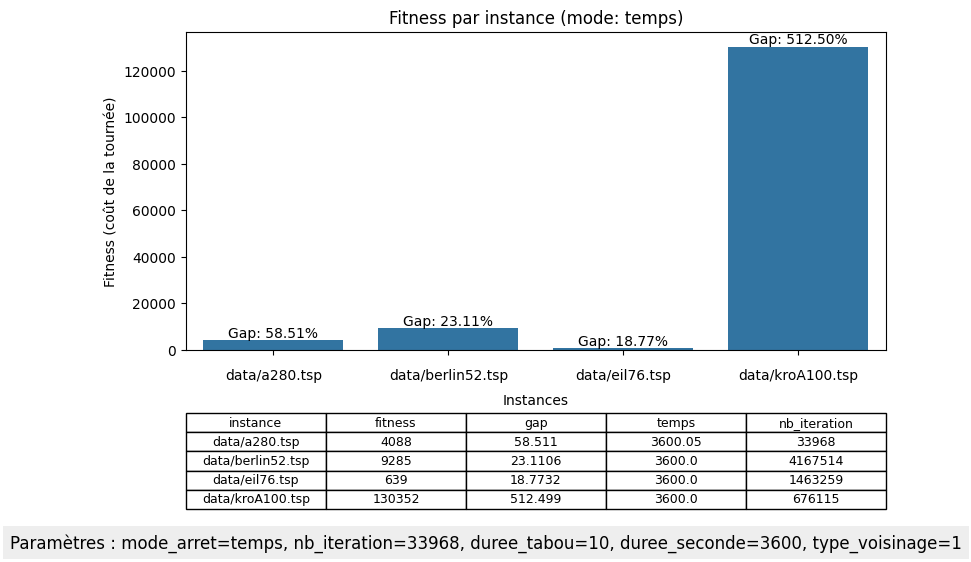 Fitness par instance (mode: temps)
Gap: 512.50%
120000
100000
80000
60000
40000
20000
0
Fitness (coût de la tournée)
Gap: 58.51%
Gap: 23.11%
Gap: 18.77%
data/a280.tsp data/berlin52.tsp data/eil76.tsp data/kroA100.tsp
Instances
instance fitness gap temps nb_iteration
data/a280.tsp 4088 58.511 3600.05 33968
data/berlin52.tsp 9285 23.1106 3600.0 4167514
data/eil76.tsp 639 18.7732 3600.0 1463259
data/kroA100.tsp 130352 512.499 3600.0 676115
Paramètres : mode_arret=temps, nb_iteration=33968, duree_tabou=10, duree_seconde=3600, type_voisinage=1